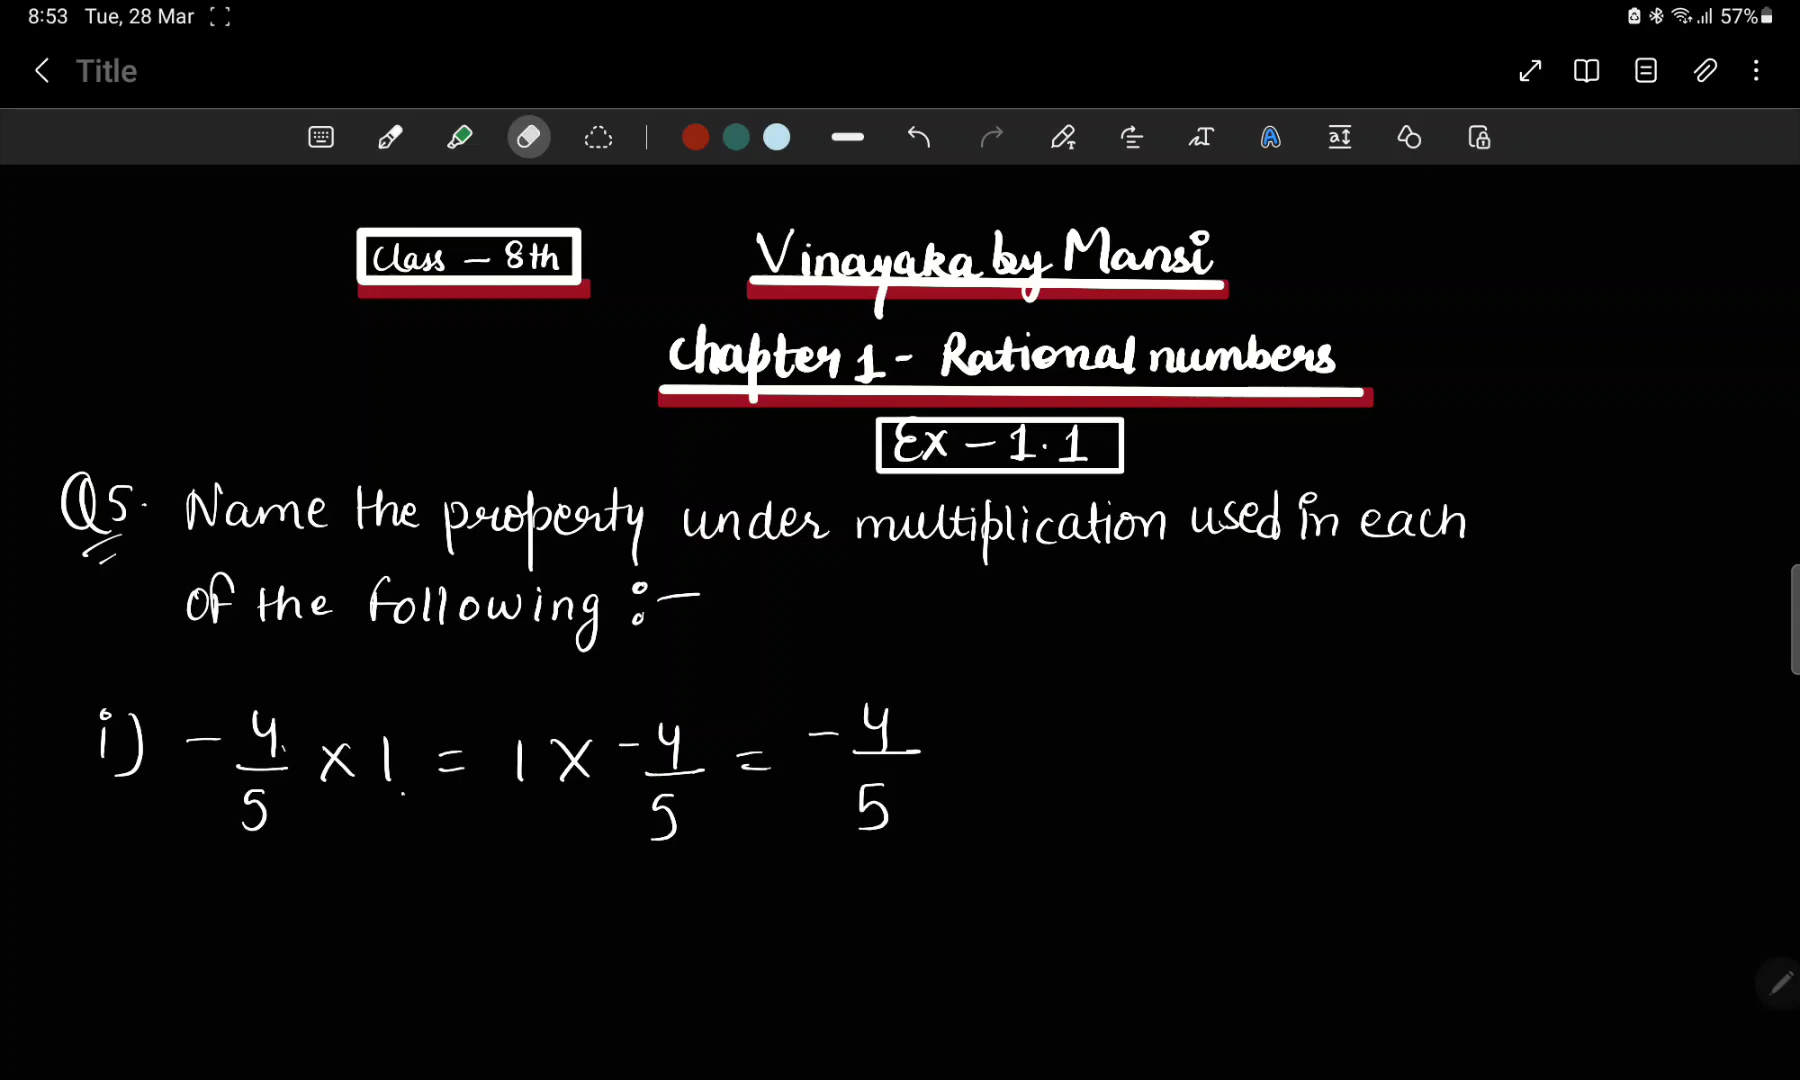 8:53 Tue, 28 Mar 57%
Title
Class - 8th Vinayaka by Mansi
Chapter 1 - Rational numbers
Ex - 1.1
Q5. Name the property under multiplication used in each
of the following :-
i) -4/5 x 1 = 1 x -4/5 = -4/5